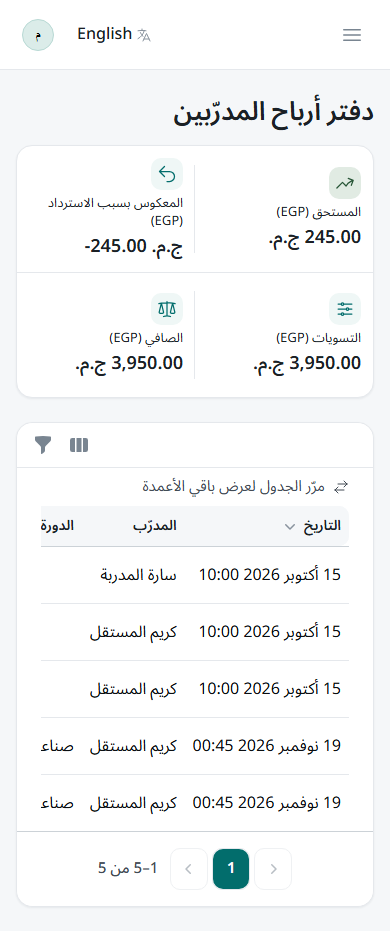 م
English
دفتر أرباح المدرّبين
المستحق (EGP)
245.00 ج.م.
المعكوس بسبب الاسترداد (EGP)
-245.00 ج.م.
التسويات (EGP)
3,950.00 ج.م.
الصافي (EGP)
3,950.00 ج.م.
مرّر الجدول لعرض باقي الأعمدة
التاريخ المدرّب الدورة
15 أكتوبر 2026 10:00 سارة المدربة
15 أكتوبر 2026 10:00 كريم المستقل
15 أكتوبر 2026 10:00 كريم المستقل
19 نوفمبر 2026 00:45 كريم المستقل
19 نوفمبر 2026 00:45 كريم المستقل
1
1–5 من 5